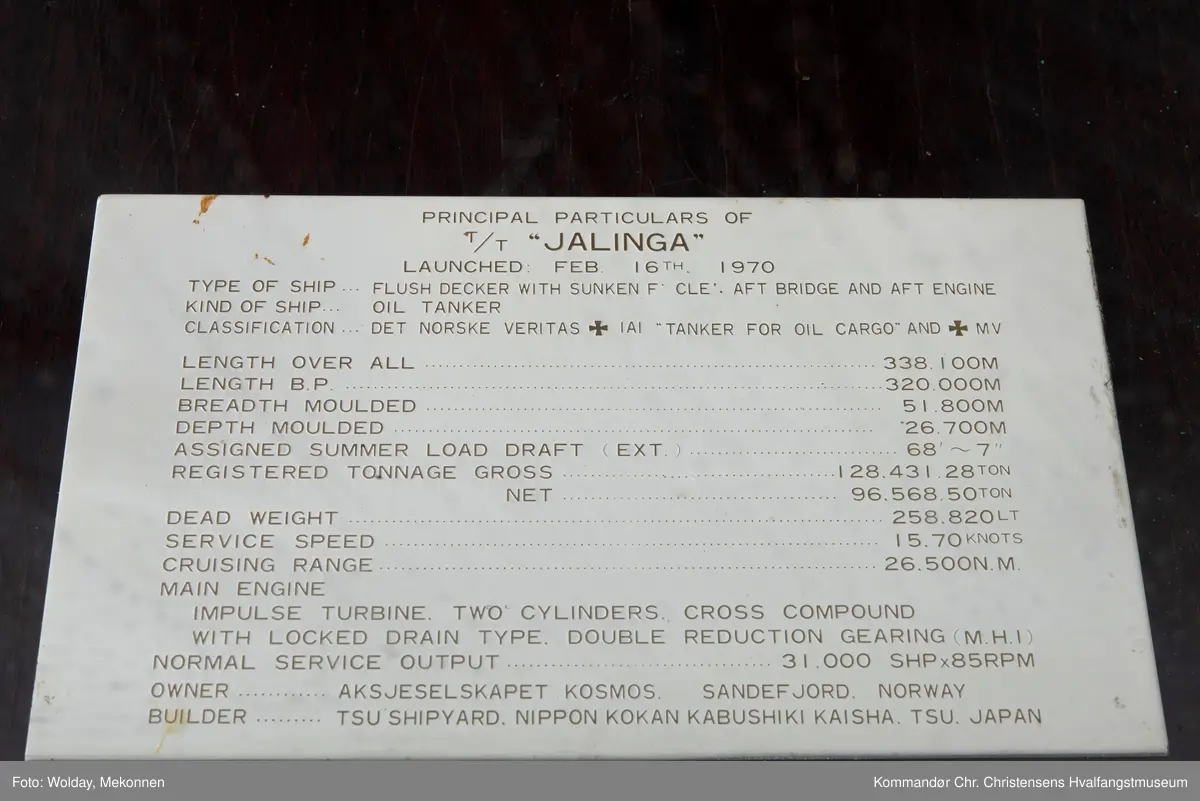 PRINCIPAL PARTICULARS OF
T/T "JALINGA"
LAUNCHED: FEB. 16TH. 1970
TYPE OF SHIP ... FLUSH DECKER WITH SUNKEN F' CLE'. AFT BRIDGE AND AFT ENGINE
KIND OF SHIP... OIL TANKER
CLASSIFICATION ... DET NORSKE VERITAS ✠ IAI "TANKER FOR OIL CARGO" AND ✠ MV
LENGTH OVER ALL ........ 338.100M
LENGTH B.P. ........ 320.000M
BREADTH MOULDED ........ 51.800M
DEPTH MOULDED ........ 26.700M
ASSIGNED SUMMER LOAD DRAFT (EXT.) ........ 68' ~ 7"
REGISTERED TONNAGE GROSS ........ 128.431.28TON
NET ........ 96.568.50TON
DEAD WEIGHT ........ 258.820LT
SERVICE SPEED ........ 15.70KNOTS
CRUISING RANGE ........ 26.500N.M.
MAIN ENGINE
IMPULSE TURBINE. TWO CYLINDERS. CROSS COMPOUND
WITH LOCKED DRAIN TYPE. DOUBLE REDUCTION GEARING (M.H.I)
NORMAL SERVICE OUTPUT ........ 31.000 SHPx85RPM
OWNER ........ AKSJESELSKAPET KOSMOS. SANDEFJORD. NORWAY
BUILDER ........ TSU SHIPYARD. NIPPON KOKAN KABUSHIKI KAISHA. TSU. JAPAN
Foto: Wolday, Mekonnen
Kommandør Chr. Christensens Hvalfangstmuseum